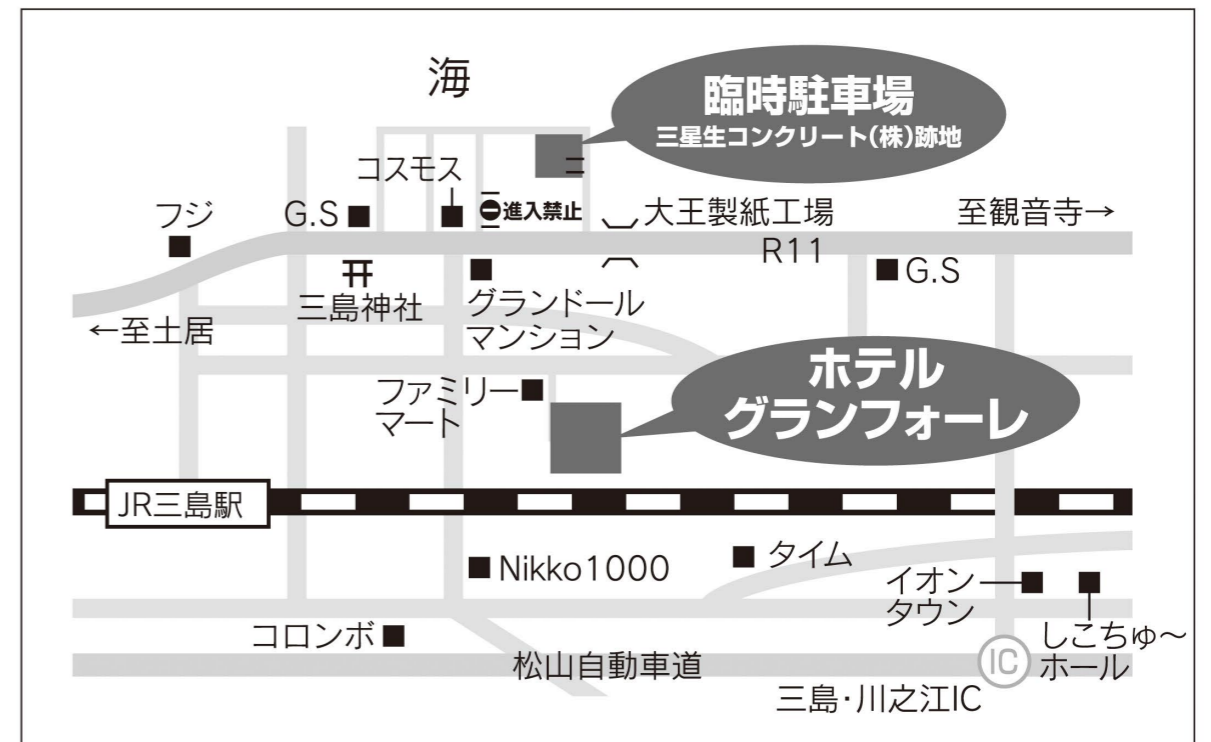 海
臨時駐車場
三星生コンクリート(株)跡地
コスモス
フジ
G.S
進入禁止
大王製紙工場
至観音寺→
R11
G.S
三島神社
グランドール
マンション
←至土居
ファミリー
マート
ホテル
グランフォーレ
JR三島駅
Nikko1000
タイム
イオン
タウン
しこちゅ~
ホール
コロンボ
松山自動車道
IC
三島・川之江IC